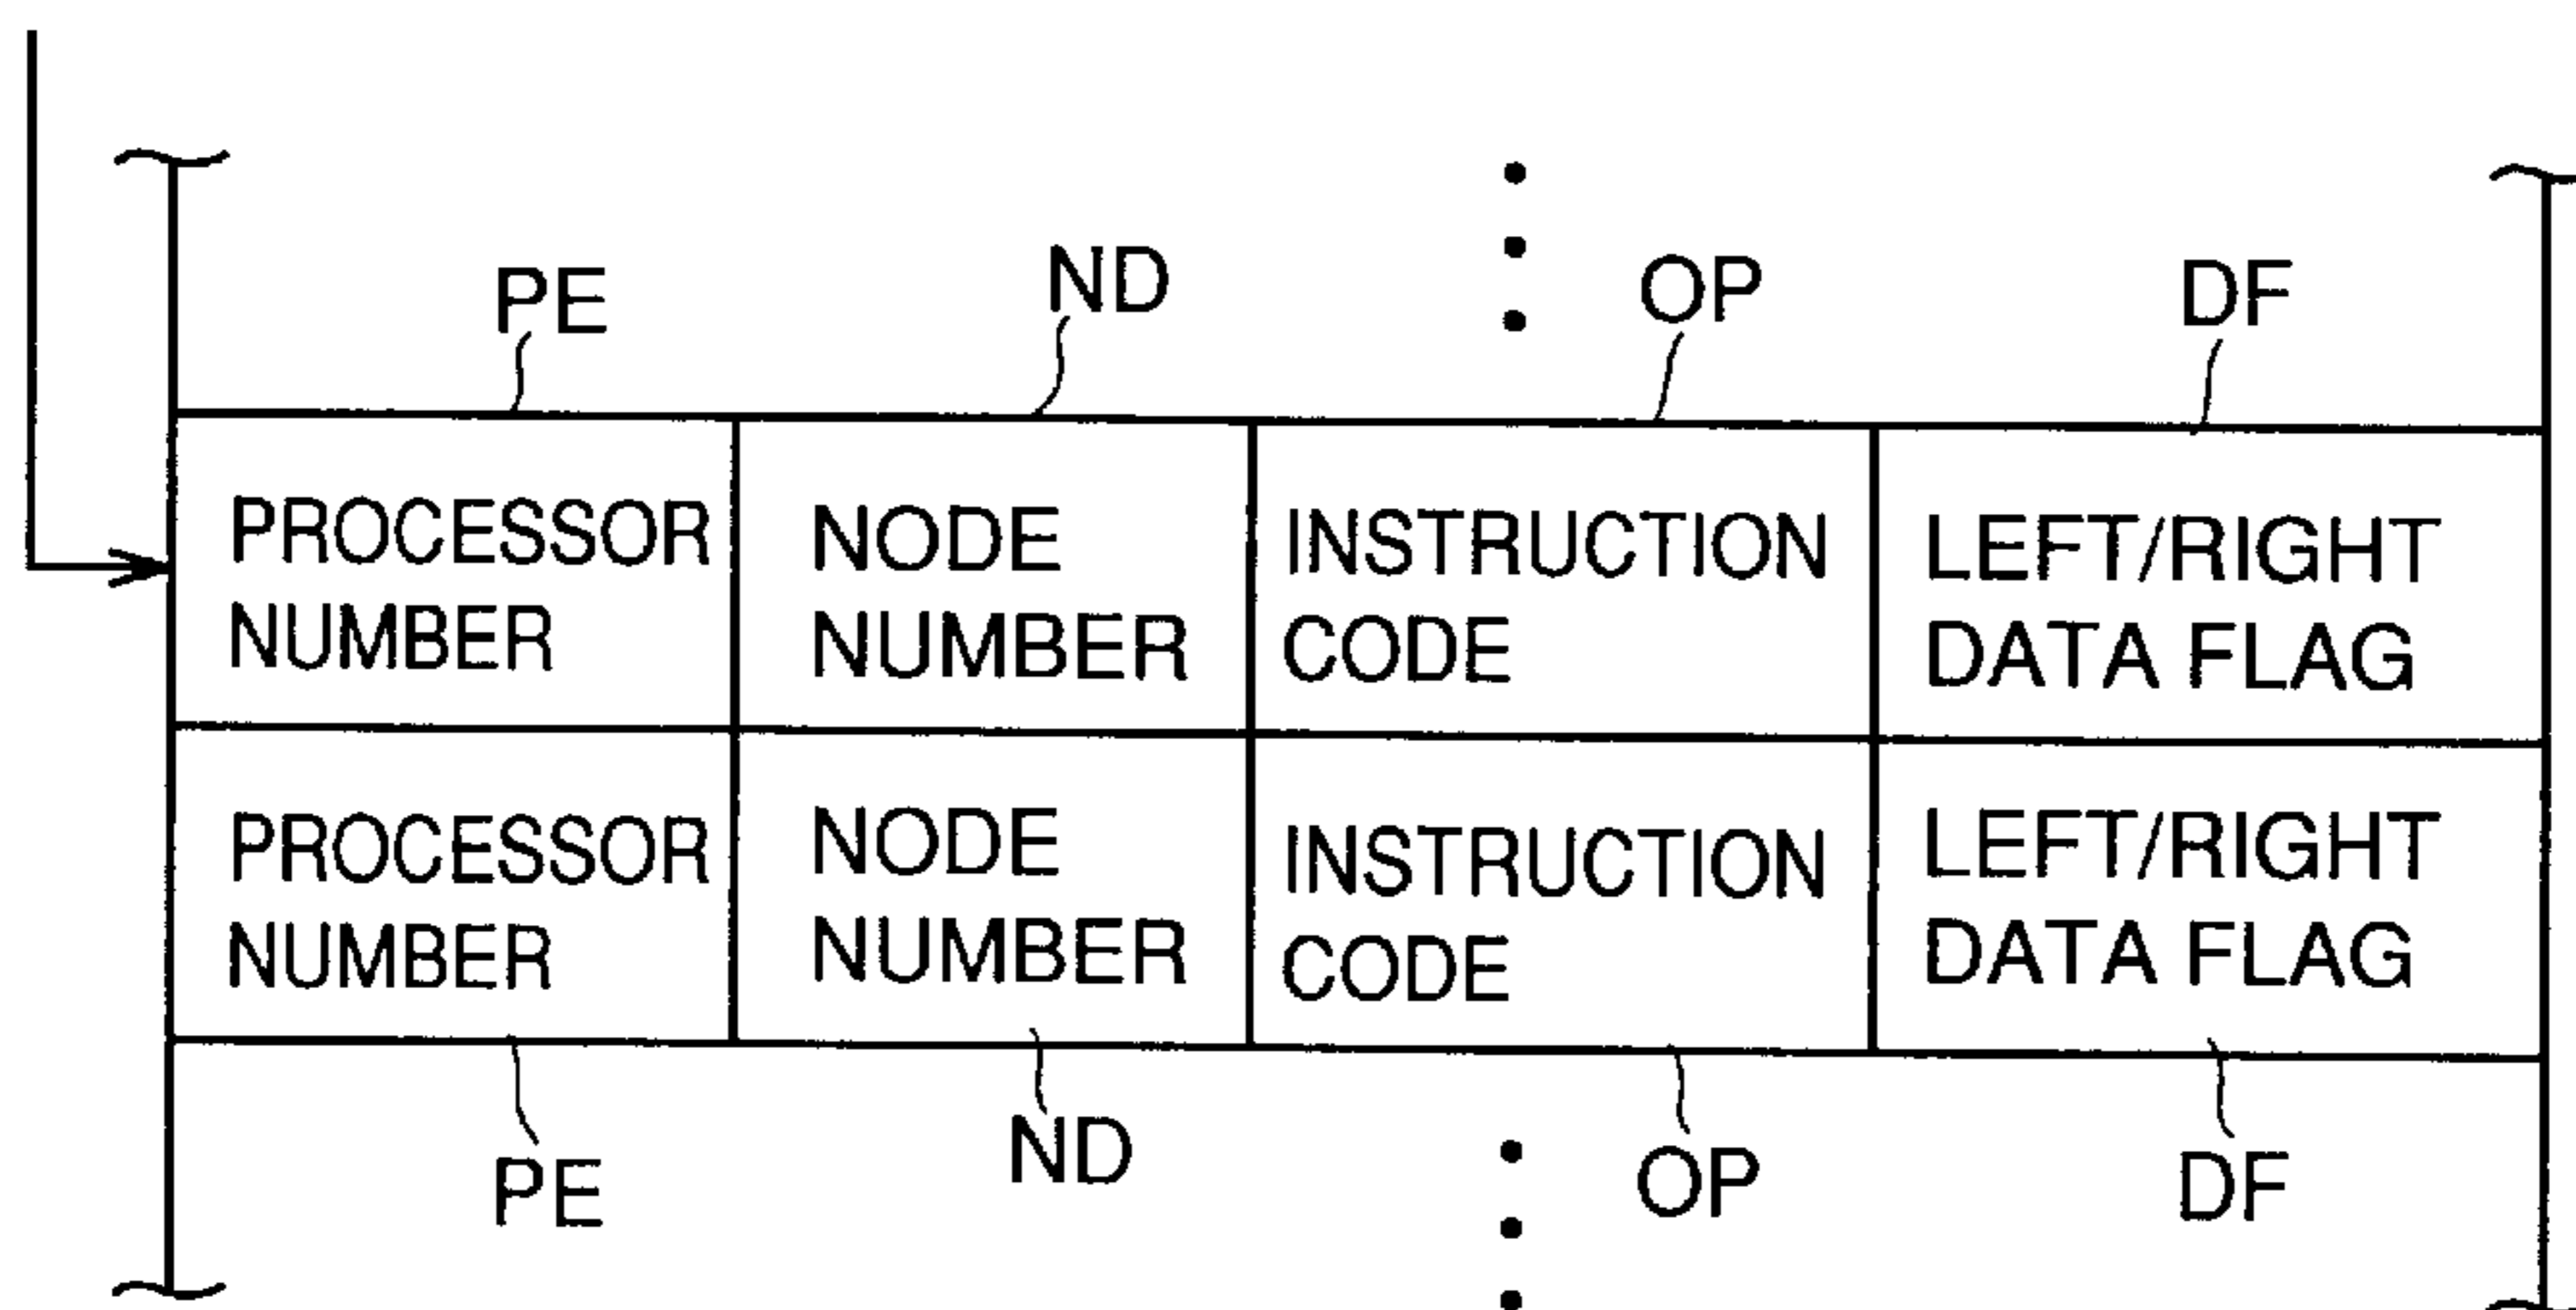 PE ND OP DF
PROCESSOR NUMBER NODE NUMBER INSTRUCTION CODE LEFT/RIGHT DATA FLAG
PROCESSOR NUMBER NODE NUMBER INSTRUCTION CODE LEFT/RIGHT DATA FLAG
PE ND OP DF